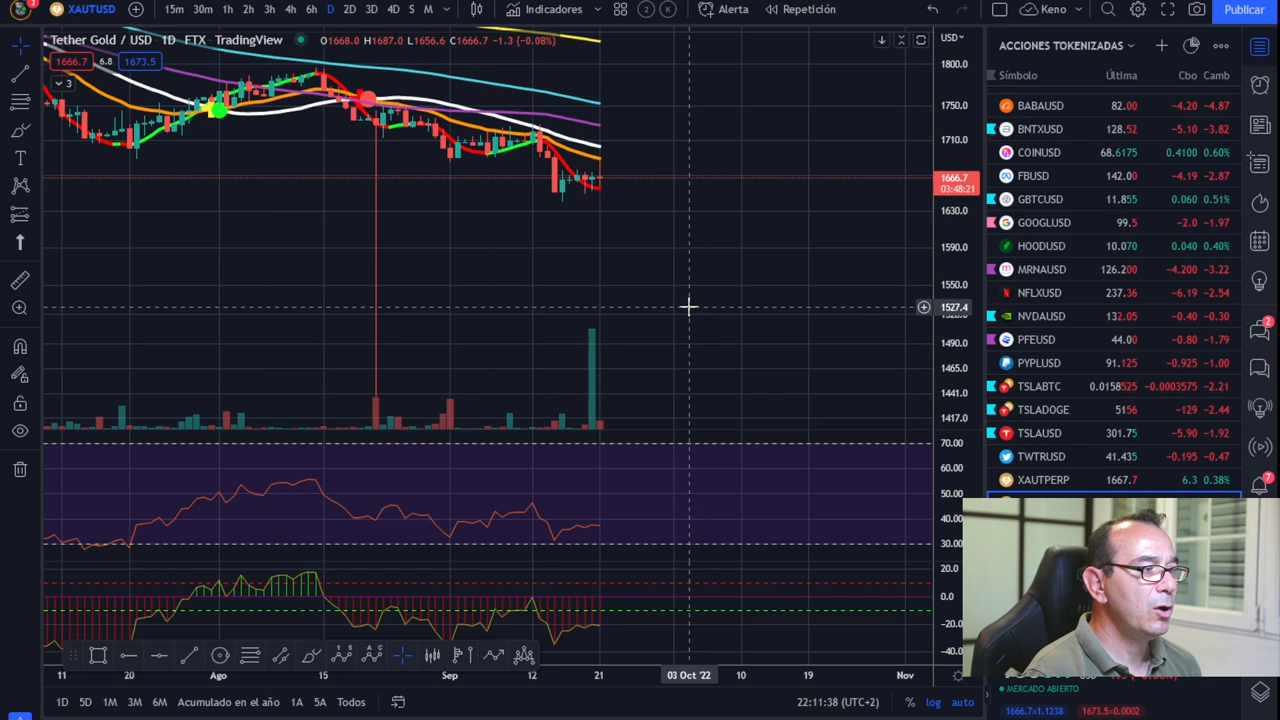 3
XAUTUSD
15m 30m 1h 2h 3h 4h 6h D 2D 3D 4D S M
Indicadores
2
1
Alerta
Repetición
Keno
Publicar
Tether Gold / USD · 1D · FTX · TradingView
O1668.0 H1687.0 L1656.6 C1666.7 -1.3 (-0.08%)
1666.7 6.8 1673.5
3
USD
1800.0
1750.0
1710.0
1666.7
03:48:21
1630.0
1590.0
1550.0
1527.4
1490.0
1465.0
1441.0
1417.0
70.00
60.00
50.00
40.00
30.00
20.0
0.0
-20.0
-40.0
11 20 Ago 15 Sep 12 21 03 Oct '22 10 19 Nov
1D 5D 1M 3M 6M Acumulado en el año 1A 5A Todos
22:11:38 (UTC+2)
% log auto
ACCIONES TOKENIZADAS
Símbolo Última Cbo Camb
BABAUSD 82.00 -4.20 -4.87
BNTXUSD 128.52 -5.10 -3.82
COINUSD 68.6175 0.4100 0.60%
FBUSD 142.00 -4.19 -2.87
GBTCUSD 11.855 0.060 0.51%
GOOGLUSD 99.5 -2.0 -1.97
HOODUSD 10.070 0.040 0.40%
MRNAUSD 126.200 -4.200 -3.22
NFLXUSD 237.36 -6.19 -2.54
NVDAUSD 132.05 -0.40 -0.30
PFEUSD 44.00 -0.80 -1.79
PYPLUSD 91.125 -0.925 -1.00
TSLABTC 0.0158525 -0.0003575 -2.21
TSLADOGE 5156 -129 -2.44
TSLAUSD 301.75 -5.90 -1.92
TWTRUSD 41.435 -0.195 -0.47
XAUTPERP 1667.7 6.3 0.38%
2
7
MERCADO ABIERTO
1666.7×1.1238 1673.5×0.0002